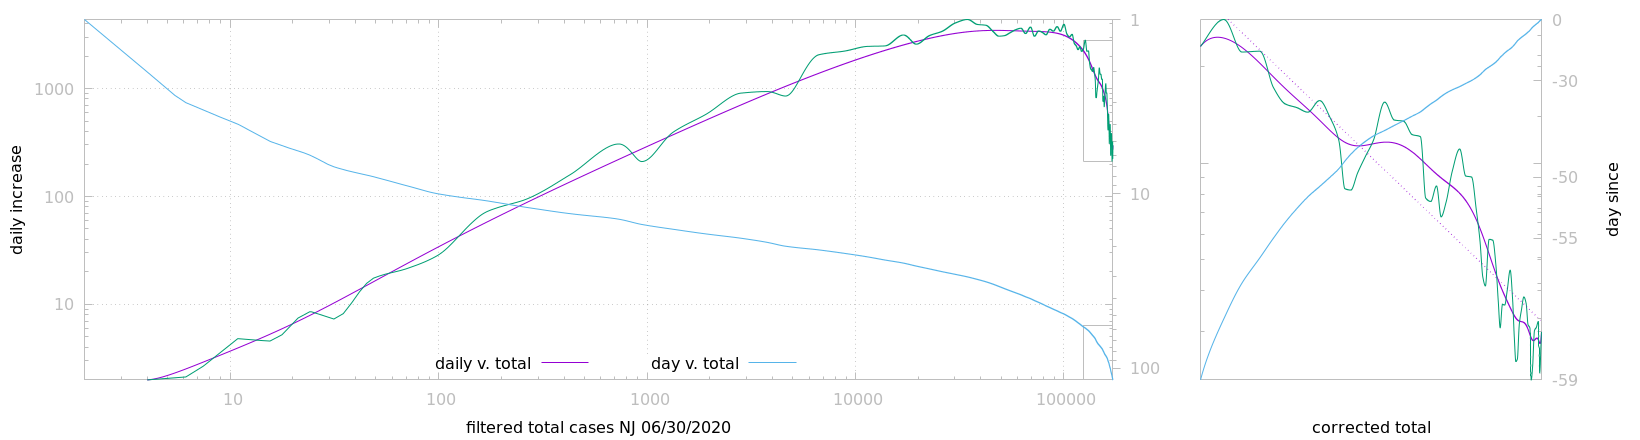 daily increase
1000
100
10
daily v. total
day v. total
1
10
100
10
100
1000
10000
100000
filtered total cases NJ 06/30/2020
0
-30
-50
-55
-59
day since
corrected total